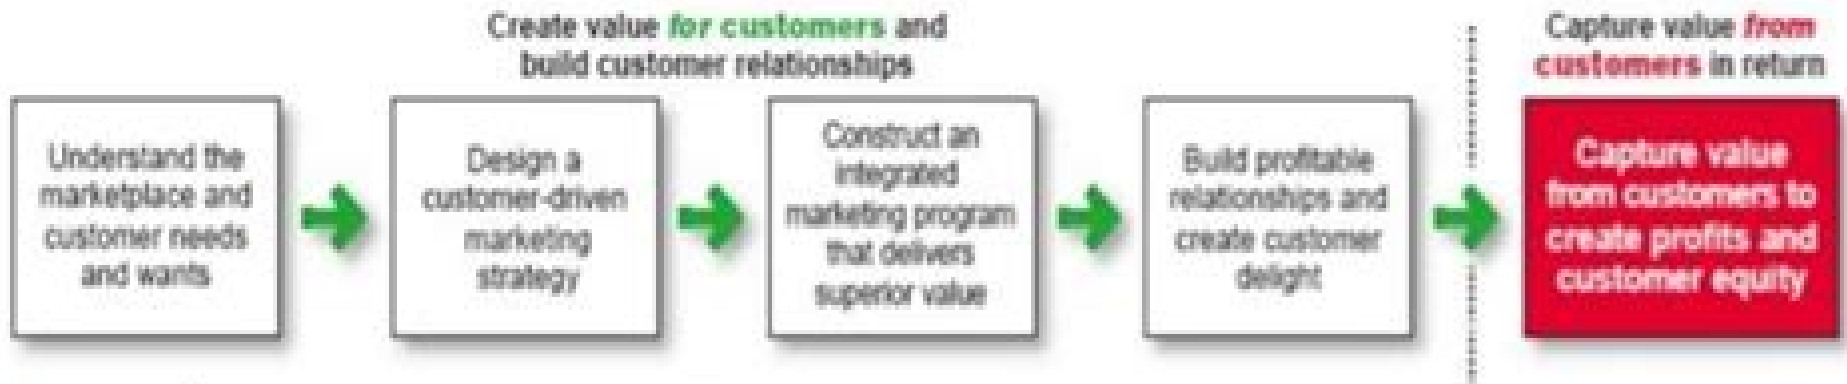 Create value for customers and
build customer relationships
Capture value from
customers in return
Understand the
marketplace and
customer needs
and wants
Design a
customer-driven
marketing
strategy
Construct an
integrated
marketing program
that delivers
superior value
Build profitable
relationships and
create customer
delight
Capture value
from customers to
create profits and
customer equity